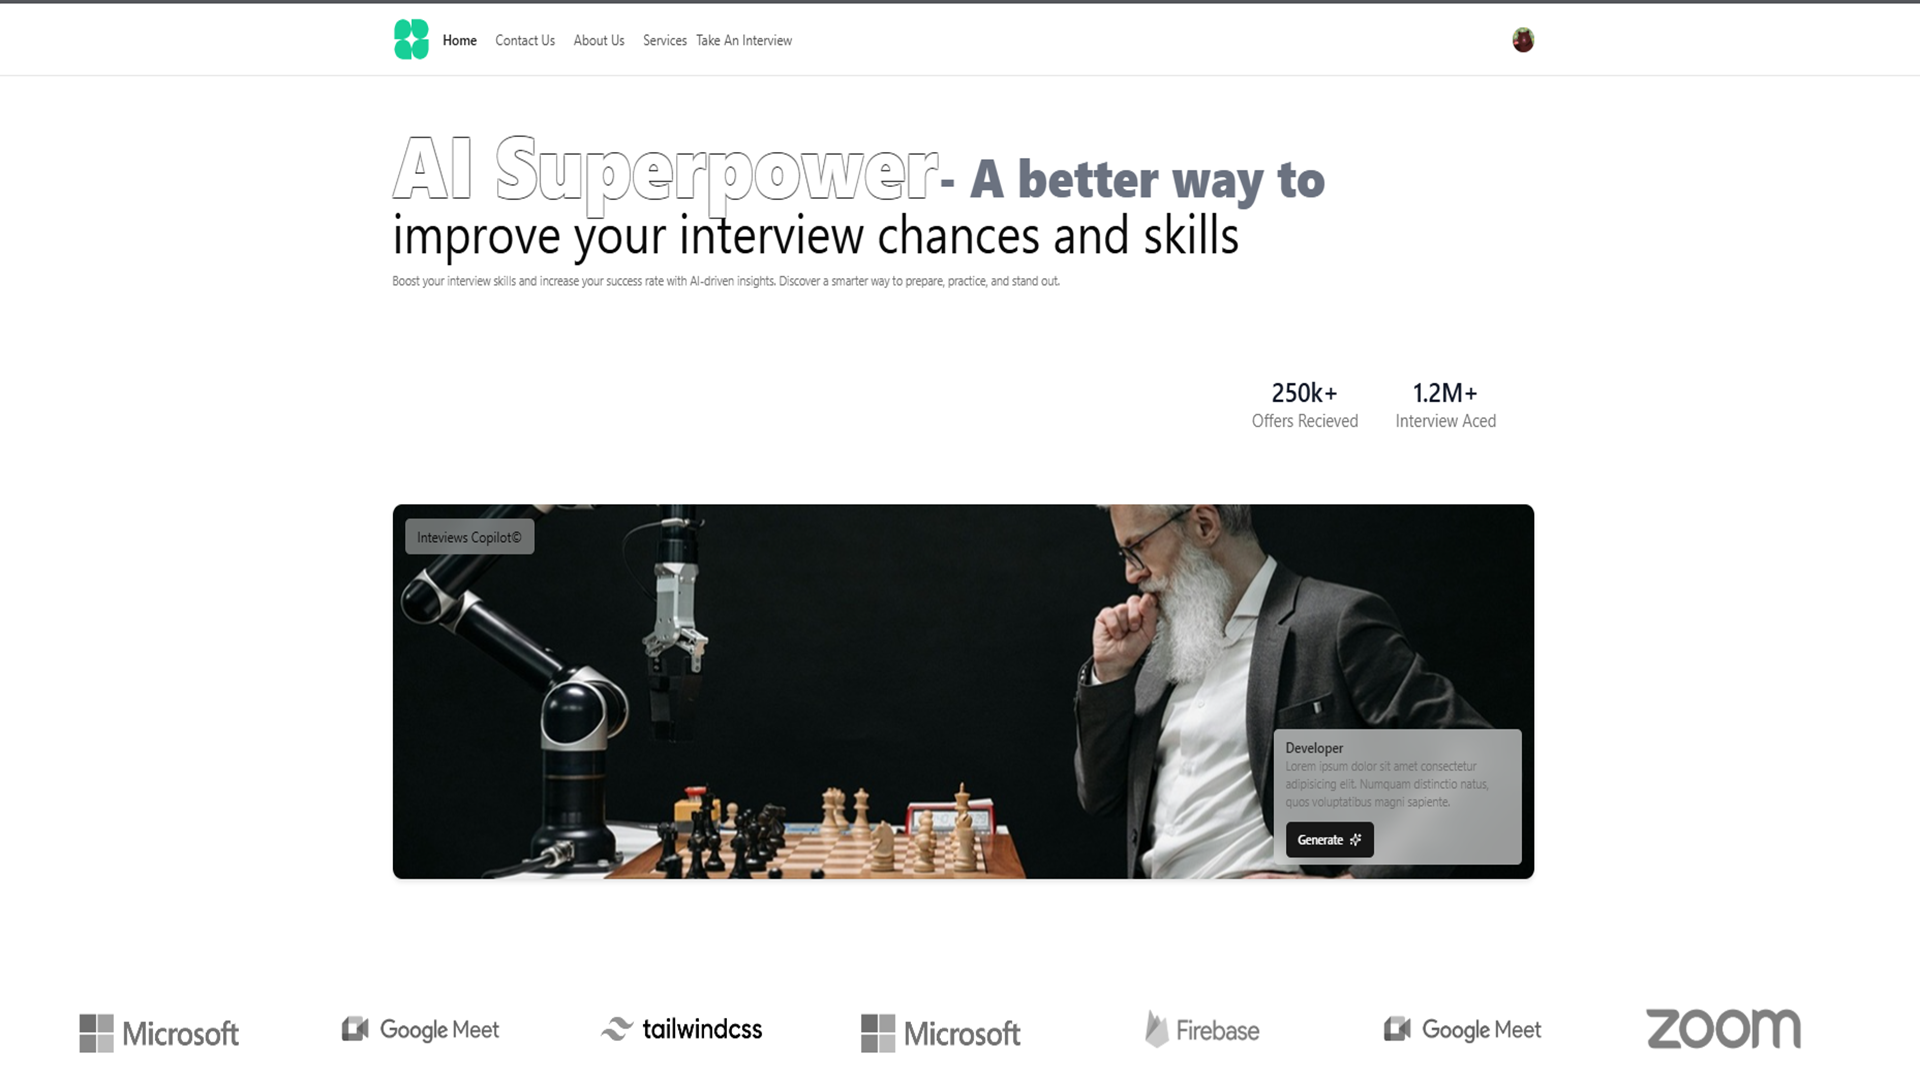 Home Contact Us About Us Services Take An Interview
AI Superpower- A better way to
improve your interview chances and skills
Boost your interview skills and increase your success rate with AI-driven insights. Discover a smarter way to prepare, practice, and stand out.
250k+ 1.2M+
Offers Recieved Interview Aced
Inteviews Copilot©
Developer
Lorem ipsum dolor sit amet consectetur
adipisicing elit. Numquam distinctio natus,
quos voluptatibus magni sapiente.
Generate
Microsoft Google Meet tailwindcss Microsoft Firebase Google Meet zoom